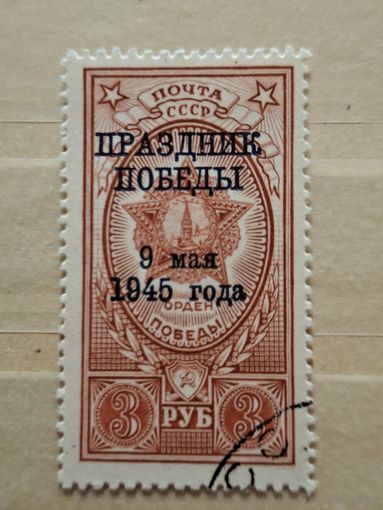 ПОЧТА
СССР
ПРАЗДНИК
ПОБЕДЫ
9 мая
1945 года
ОРДЕН
ПОБЕДЫ
3 РУБ 3